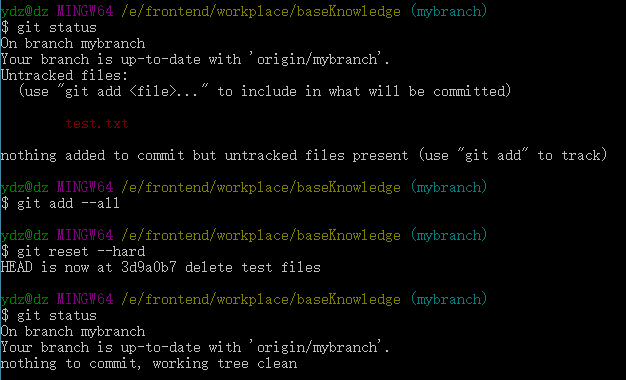 ydz@dz MINGW64 /e/frontend/workplace/baseKnowledge (mybranch)
$ git status
On branch mybranch
Your branch is up-to-date with 'origin/mybranch'.
Untracked files:
  (use "git add <file>..." to include in what will be committed)
        test.txt
nothing added to commit but untracked files present (use "git add" to track)
ydz@dz MINGW64 /e/frontend/workplace/baseKnowledge (mybranch)
$ git add --all
ydz@dz MINGW64 /e/frontend/workplace/baseKnowledge (mybranch)
$ git reset --hard
HEAD is now at 3d9a0b7 delete test files
ydz@dz MINGW64 /e/frontend/workplace/baseKnowledge (mybranch)
$ git status
On branch mybranch
Your branch is up-to-date with 'origin/mybranch'.
nothing to commit, working tree clean